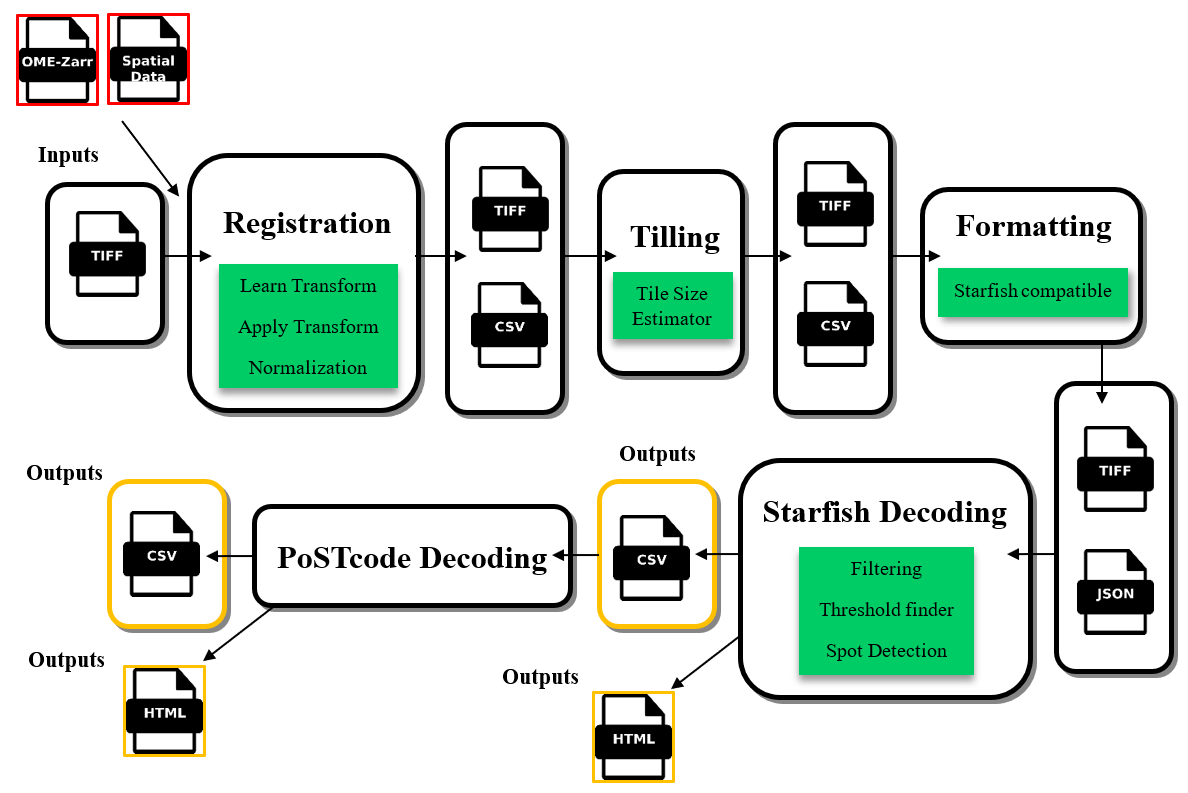 OME-Zarr
Spatial
Data
Inputs
TIFF
Registration
Learn Transform
Apply Transform
Normalization
TIFF
CSV
Tilling
Tile Size
Estimator
TIFF
CSV
Formatting
Starfish compatible
TIFF
JSON
Starfish Decoding
Filtering
Threshold finder
Spot Detection
Outputs
CSV
Outputs
HTML
PoSTcode Decoding
Outputs
CSV
Outputs
HTML